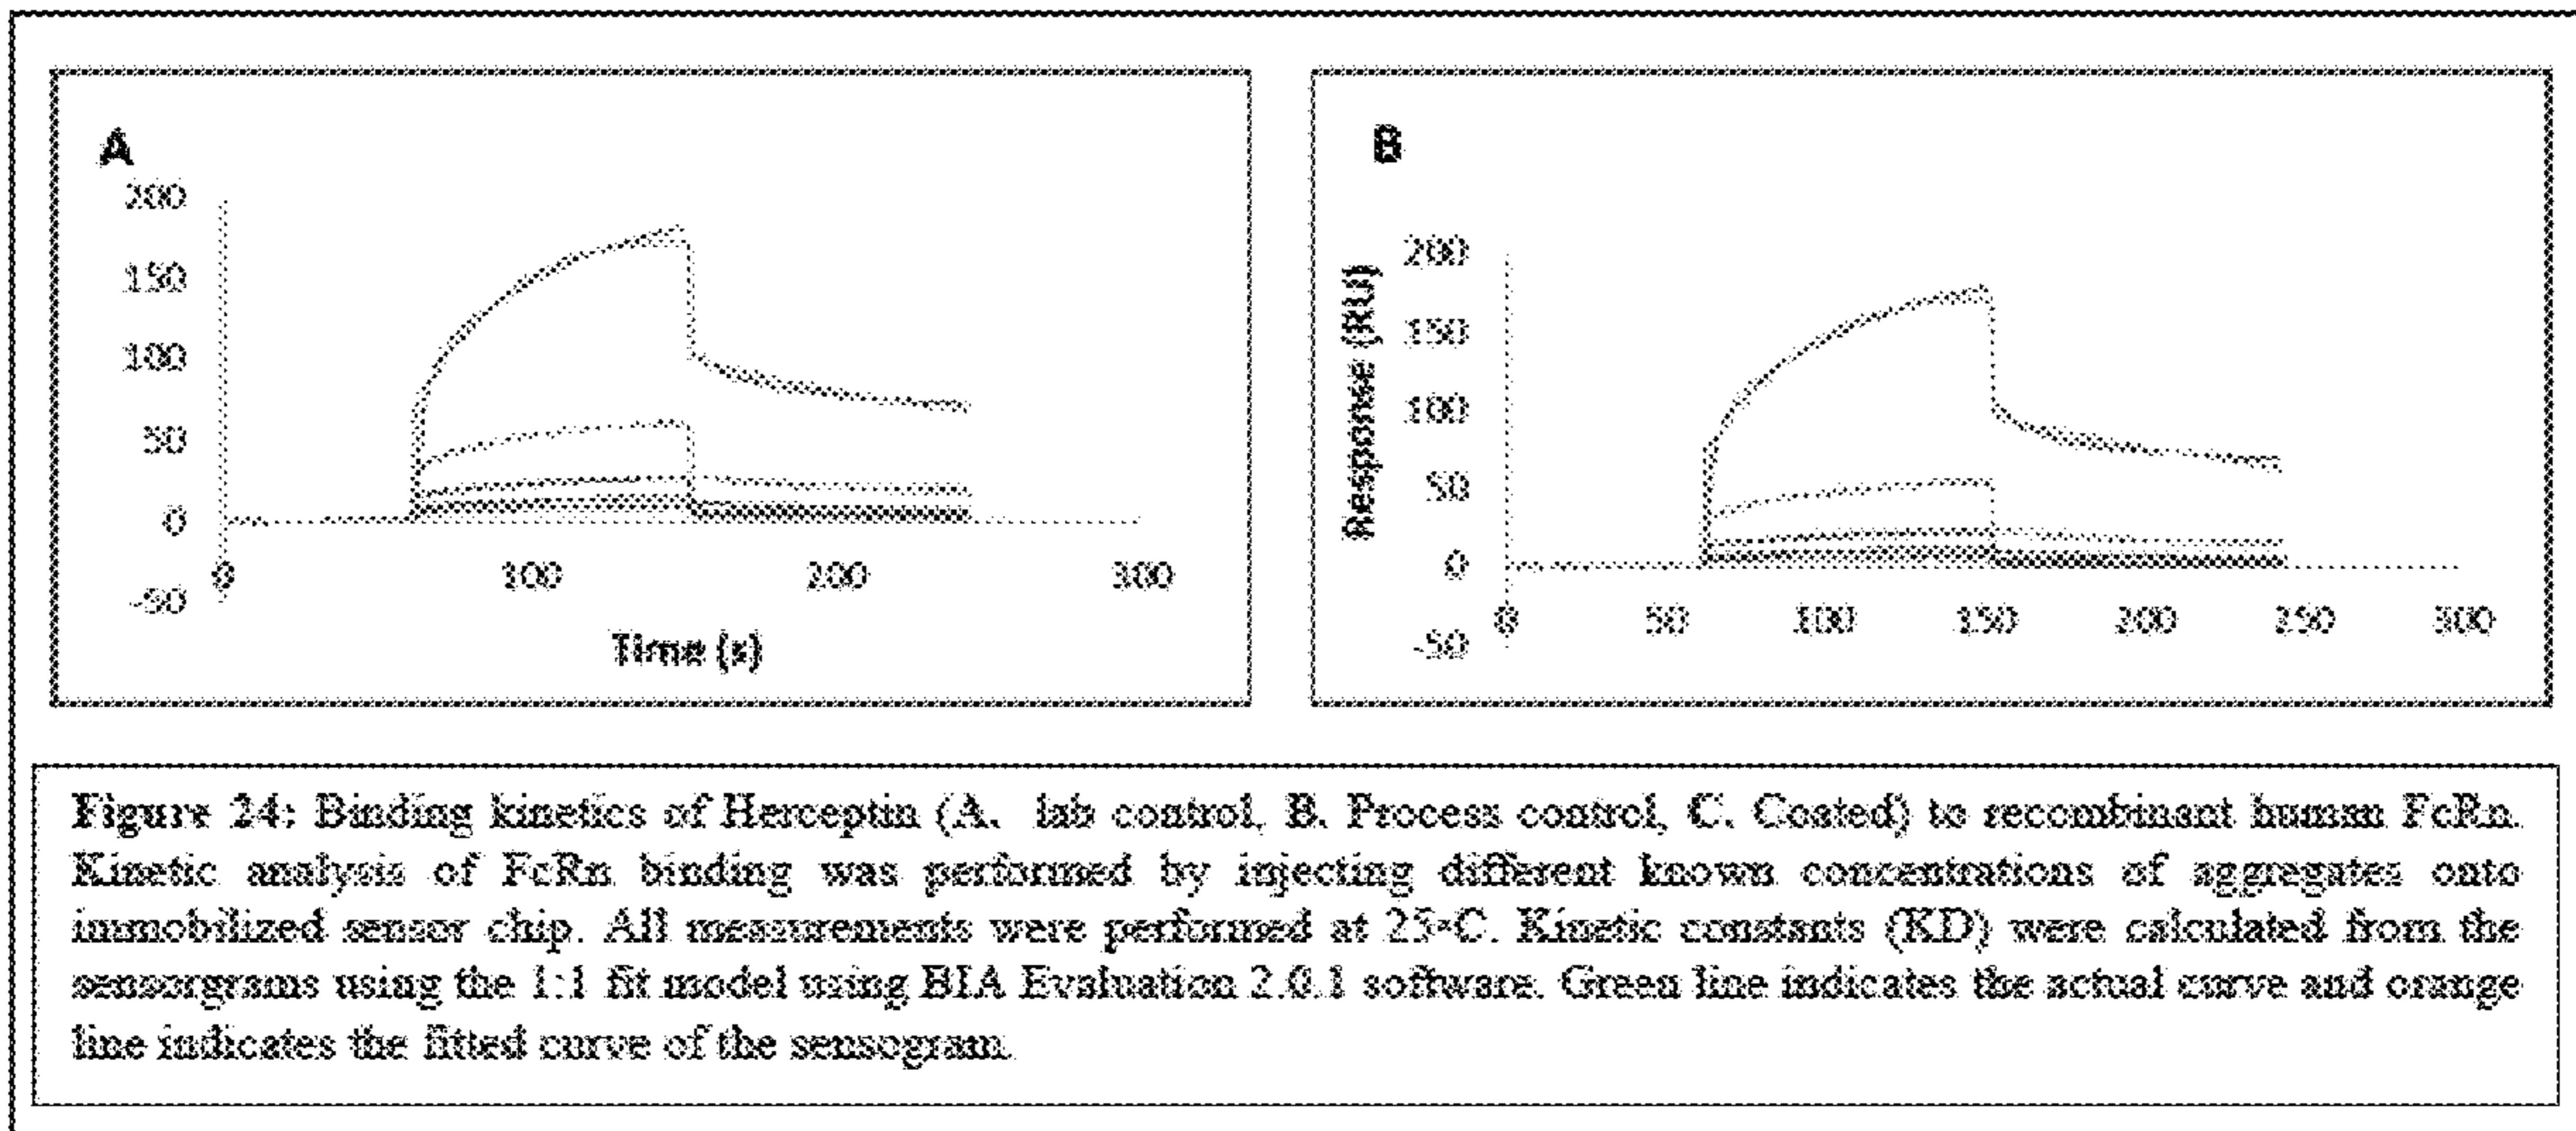 A
200
150
100
50
0
-50
0 100 200 300
Time (s)
B
Response (RU)
200
150
100
50
0
-50
0 50 100 150 200 250 300
Figure 24: Binding kinetics of Herceptin (A. lab control, B. Process control, C. Coated) to recombinant human FcRn.
Kinetic analysis of FcRn binding was performed by injecting different known concentrations of aggregates onto
immobilized sensor chip. All measurements were performed at 25°C. Kinetic constants (KD) were calculated from the
sensorgrams using the 1:1 fit model using BIA Evaluation 2.0.1 software. Green line indicates the actual curve and orange
line indicates the fitted curve of the sensogram.